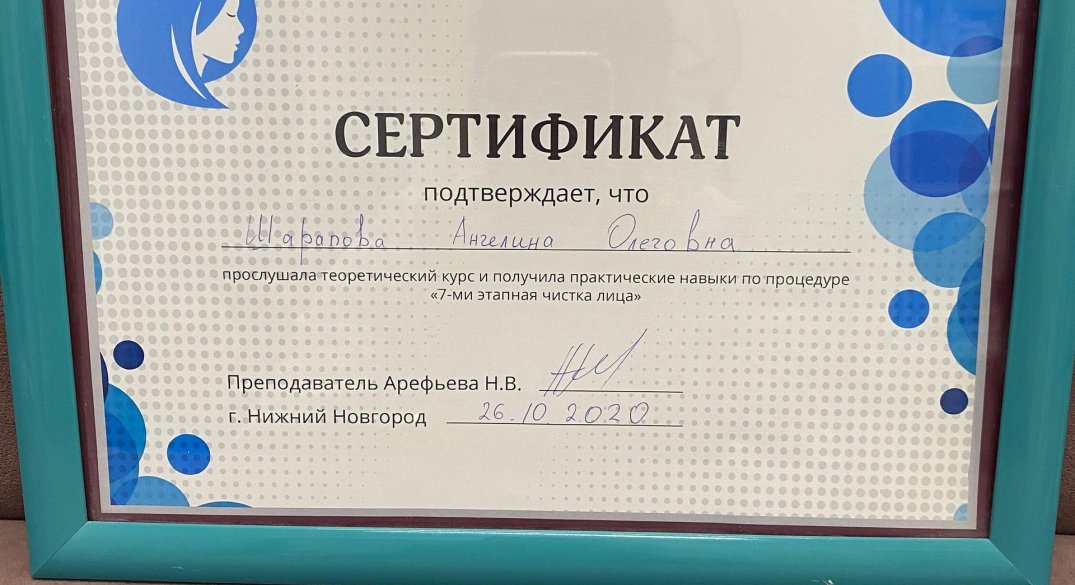 СЕРТИФИКАТ
подтверждает, что
Шарапова Ангелина Олеговна
прослушала теоретический курс и получила практические навыки по процедуре
«7-ми этапная чистка лица»
Преподаватель Арефьева Н.В.
г. Нижний Новгород 26.10.2020